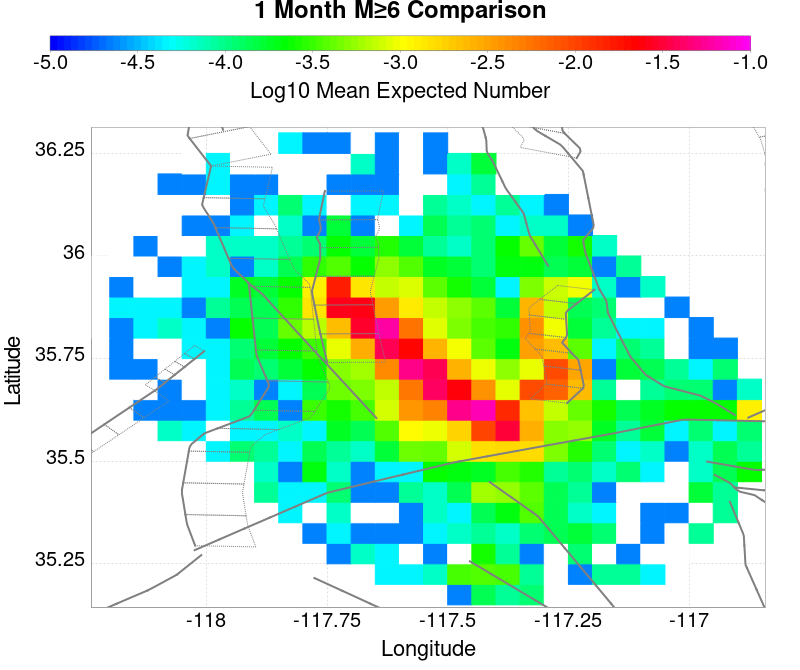 1 Month M≥6 Comparison
-5.0 -4.5 -4.0 -3.5 -3.0 -2.5 -2.0 -1.5 -1.0
Log10 Mean Expected Number
36.25
36
35.75
35.5
35.25
Latitude
-118 -117.75 -117.5 -117.25 -117
Longitude